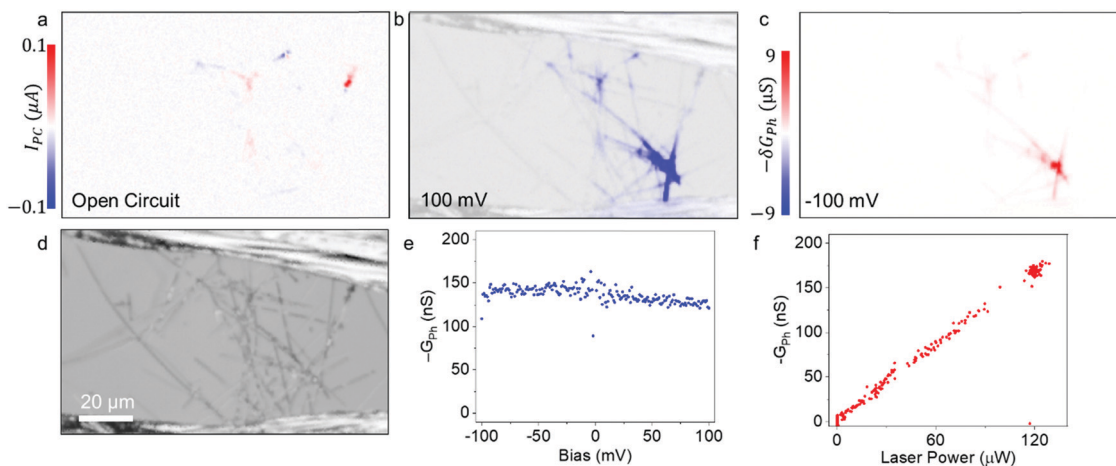 a
0.1
I_PC (μA)
−0.1
Open Circuit
b
100 mV
c
9
−δG_Ph (μS)
−9
-100 mV
d
20 μm
e
200
150
100
50
0
−G_Ph (nS)
-100
-50
0
50
100
Bias (mV)
f
200
150
100
50
0
-G_Ph (nS)
0
60
120
Laser Power (μW)